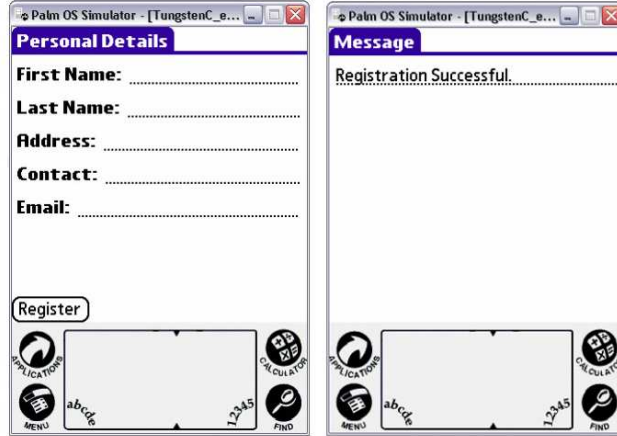 Palm OS Simulator - [TungstenC_e...
Personal Details
First Name:
Last Name:
Address:
Contact:
Email:
Register
APPLICATIONS
CALCULATOR
MENU
abcde
12345
FIND
Palm OS Simulator - [TungstenC_e...
Message
Registration Successful.
APPLICATIONS
CALCULATOR
MENU
abcde
12345
FIND